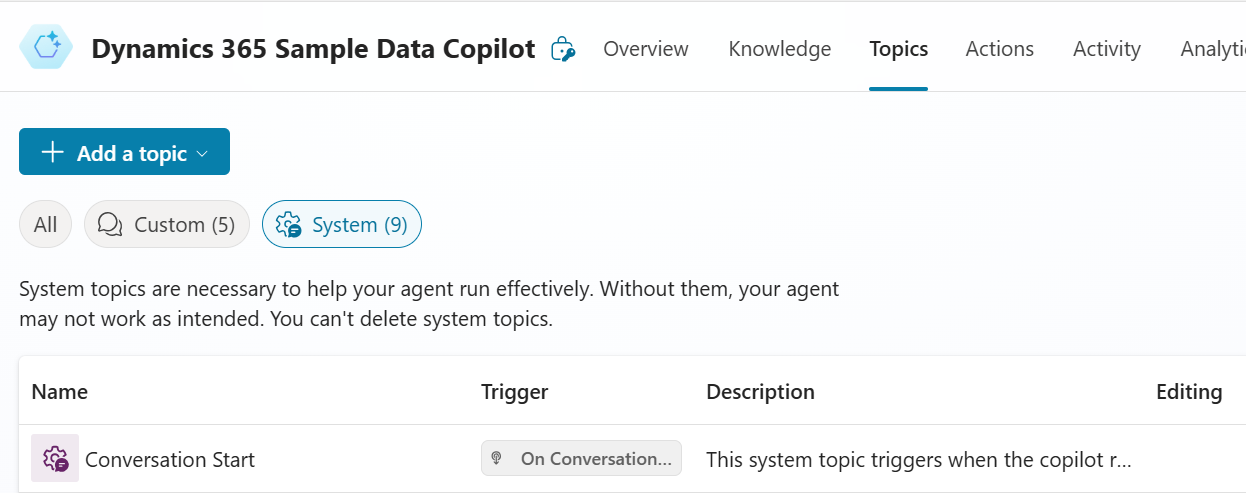 Dynamics 365 Sample Data Copilot Overview Knowledge Topics Actions Activity Analyti
Add a topic
All Custom (5) System (9)
System topics are necessary to help your agent run effectively. Without them, your agent
may not work as intended. You can't delete system topics.
Name Trigger Description Editing
Conversation Start On Conversation... This system topic triggers when the copilot r...